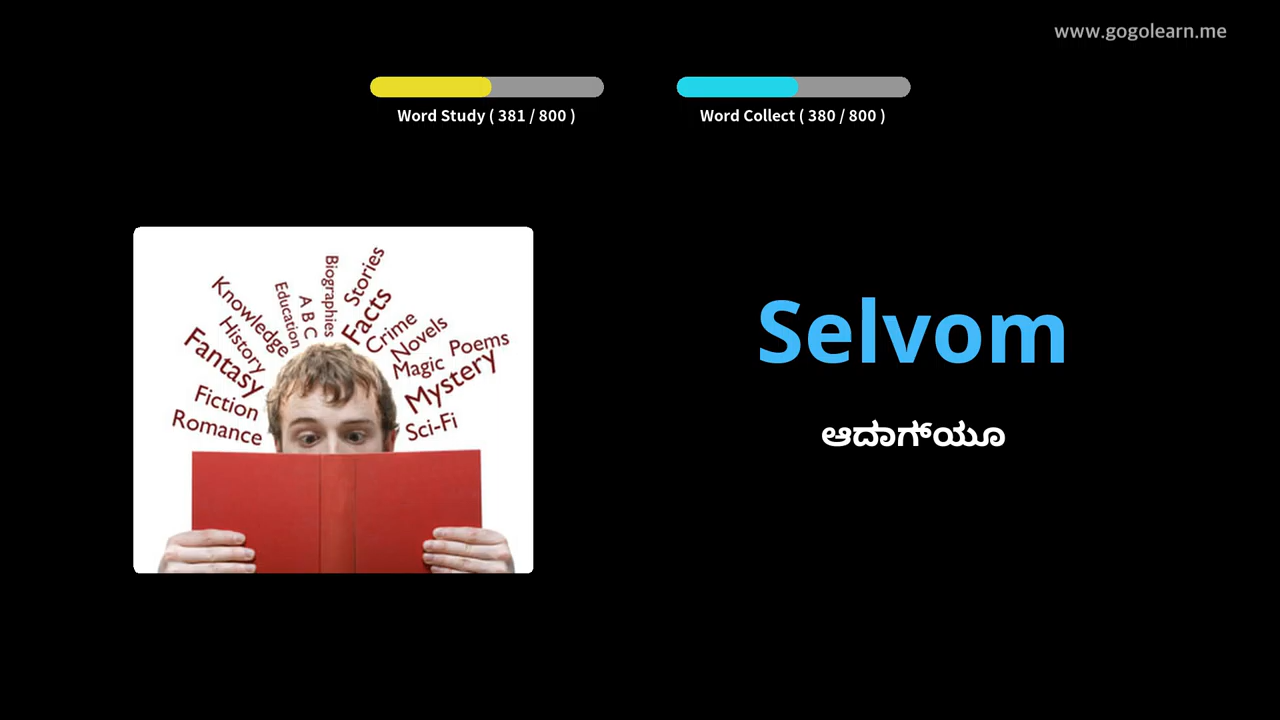 www.gogolearn.me
Word Study ( 381 / 800 )
Word Collect ( 380 / 800 )
Knowledge
History
Fantasy
Fiction
Romance
Education
A B C
Biographies
Stories
Facts
Crime
Novels
Magic
Poems
Mystery
Sci-Fi
Selvom
ಆದಾಗ್‌ಯೂ